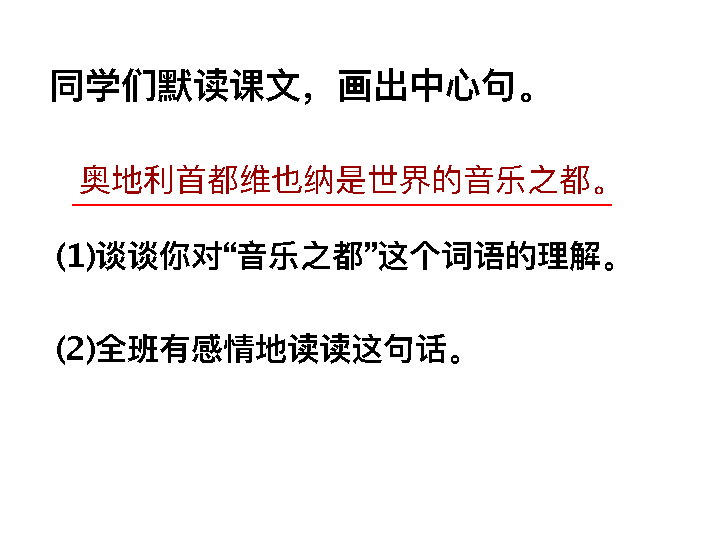 同学们默读课文，画出中心句。
奥地利首都维也纳是世界的音乐之都。
(1)谈谈你对“音乐之都”这个词语的理解。
(2)全班有感情地读读这句话。